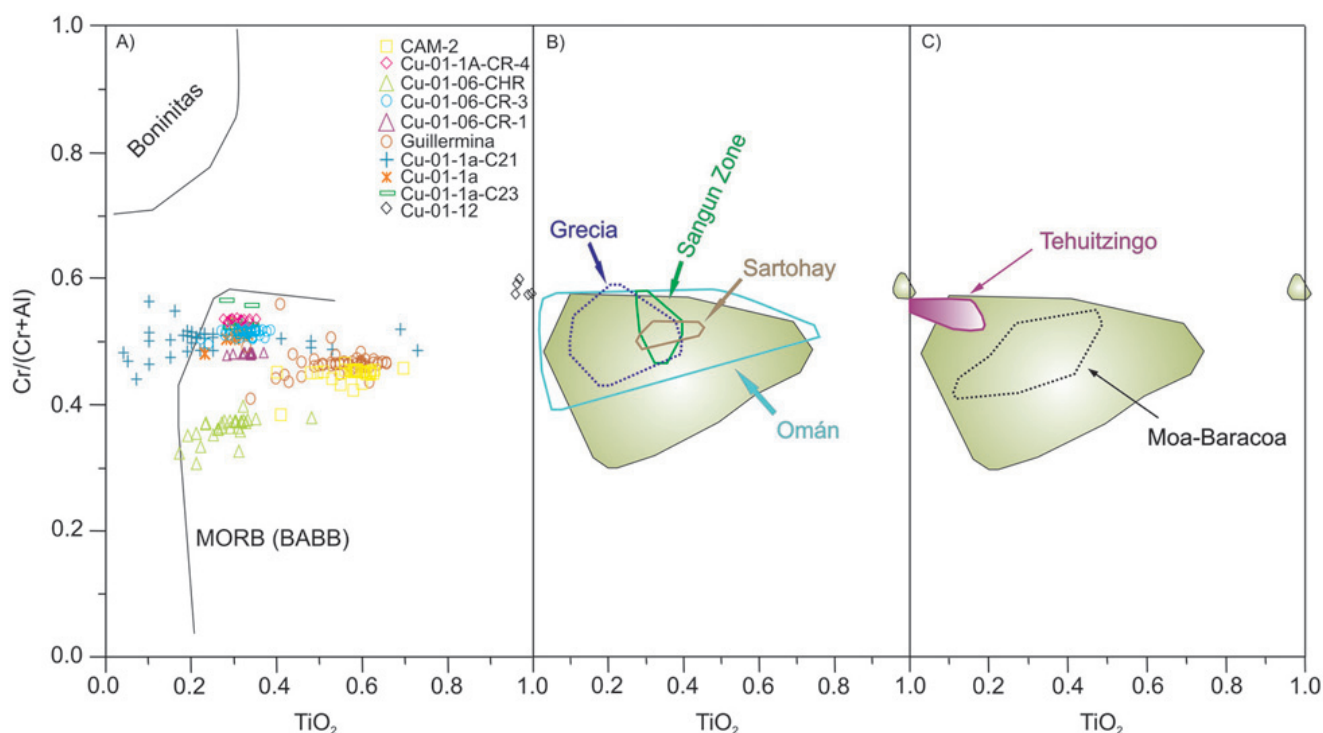 A)
B)
C)
CAM-2
Cu-01-1A-CR-4
Cu-01-06-CHR
Cu-01-06-CR-3
Cu-01-06-CR-1
Guillermina
Cu-01-1a-C21
Cu-01-1a
Cu-01-1a-C23
Cu-01-12
Boninitas
MORB (BABB)
Grecia
Sangun Zone
Sartohay
Omán
Tehuitzingo
Moa-Baracoa
Cr/(Cr+Al)
1.0
0.8
0.6
0.4
0.2
0.0
0.0 0.2 0.4 0.6 0.8 1.0 0.2 0.4 0.6 0.8 1.0 0.2 0.4 0.6 0.8 1.0
TiO₂ TiO₂ TiO₂